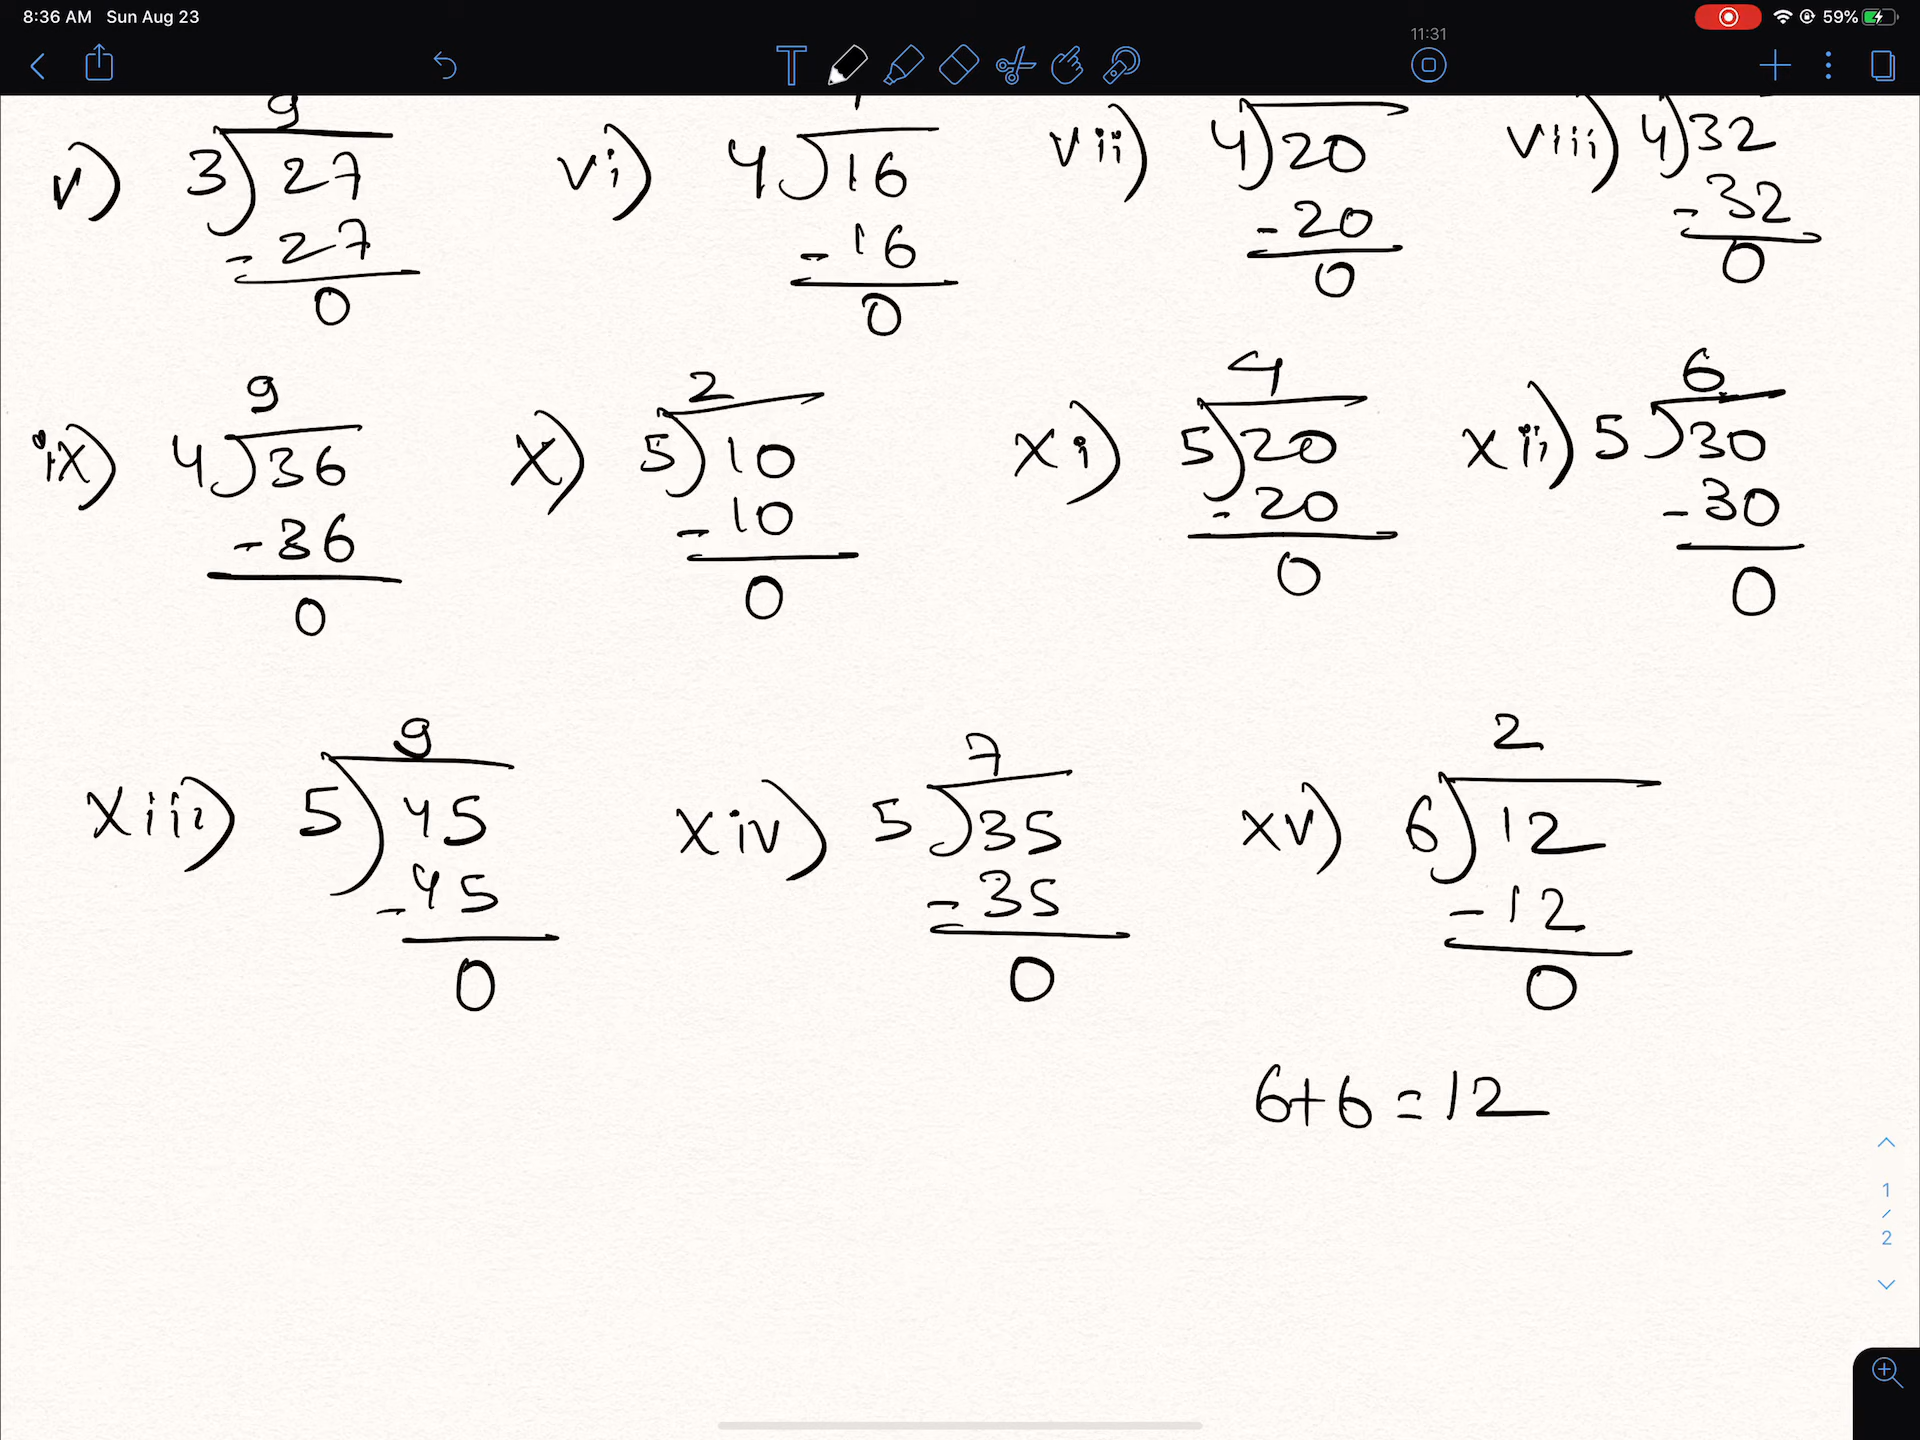 8:36 AM Sun Aug 23
59%
11:31
9
v) 3)27 vi) 4)16 vii) 4)20 viii) 4)32
-27 -16 -20 -32
0 0 0 0
9 2 4 6
ix) 4)36 x) 5)10 xi) 5)20 xii) 5)30
-36 -10 -20 -30
0 0 0 0
9 7 2
xiii) 5)45 xiv) 5)35 xv) 6)12
-45 -35 -12
0 0 0
6+6=12
1
/
2